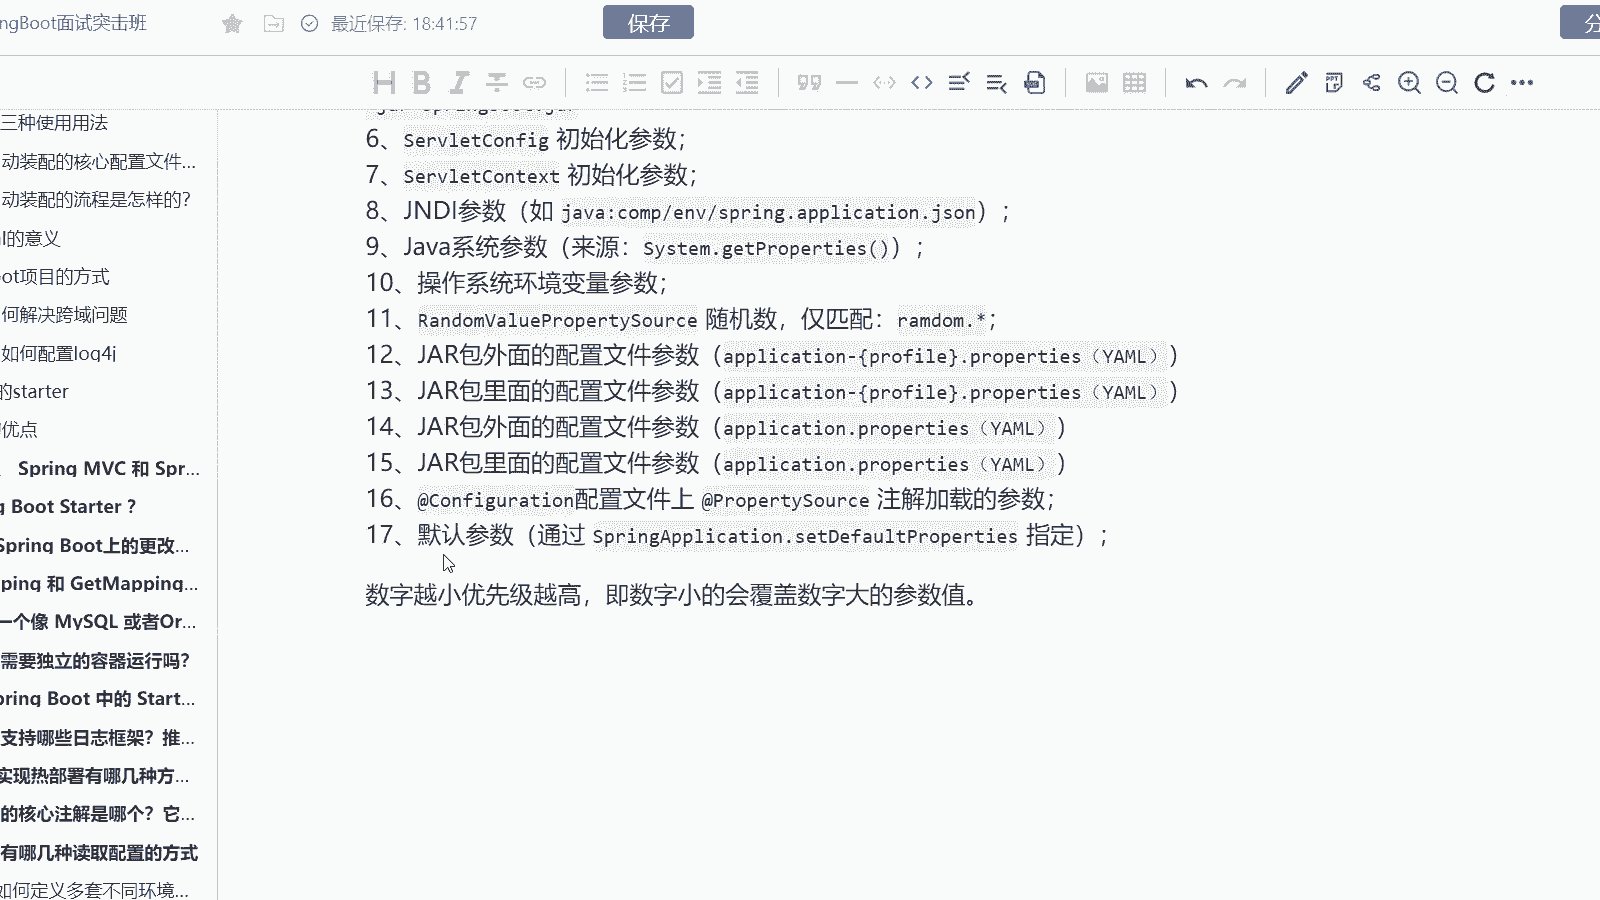 ngBoot面试突击班
最近保存: 18:41:57
保存
分
三种使用用法
动装配的核心配置文件...
动装配的流程是怎样的?
l的意义
ot项目的方式
何解决跨域问题
如何配置log4j
的starter
优点
Spring MVC 和 Spr...
g Boot Starter ?
Spring Boot上的更改...
ping 和 GetMapping...
一个像 MySQL 或者Or...
需要独立的容器运行吗?
pring Boot 中的 Start...
支持哪些日志框架? 推...
实现热部署有哪几种方...
的核心注解是哪个? 它...
有哪几种读取配置的方式
如何定义多套不同环境...
6、ServletConfig 初始化参数;
7、ServletContext 初始化参数;
8、JNDI参数（如 java:comp/env/spring.application.json）;
9、Java系统参数（来源: System.getProperties()）;
10、操作系统环境变量参数;
11、RandomValuePropertySource 随机数，仅匹配: ramdom.*;
12、JAR包外面的配置文件参数（application-{profile}.properties（YAML））
13、JAR包里面的配置文件参数（application-{profile}.properties（YAML））
14、JAR包外面的配置文件参数（application.properties（YAML））
15、JAR包里面的配置文件参数（application.properties（YAML））
16、@Configuration配置文件上 @PropertySource 注解加载的参数;
17、默认参数（通过 SpringApplication.setDefaultProperties 指定）;
数字越小优先级越高，即数字小的会覆盖数字大的参数值。